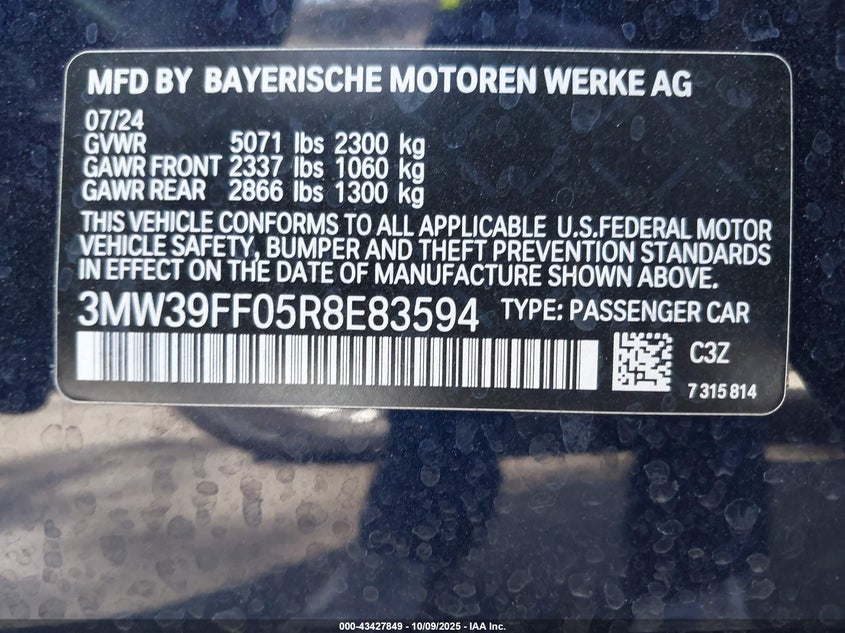 MFD BY BAYERISCHE MOTOREN WERKE AG
07/24
GVWR 5071 lbs 2300 kg
GAWR FRONT 2337 lbs 1060 kg
GAWR REAR 2866 lbs 1300 kg
THIS VEHICLE CONFORMS TO ALL APPLICABLE U.S.FEDERAL MOTOR
VEHICLE SAFETY, BUMPER AND THEFT PREVENTION STANDARDS
IN EFFECT ON THE DATE OF MANUFACTURE SHOWN ABOVE.
3MW39FF05R8E83594 TYPE: PASSENGER CAR
C3Z
7 315 814
000-43427849 - 10/09/2025 - IAA Inc.